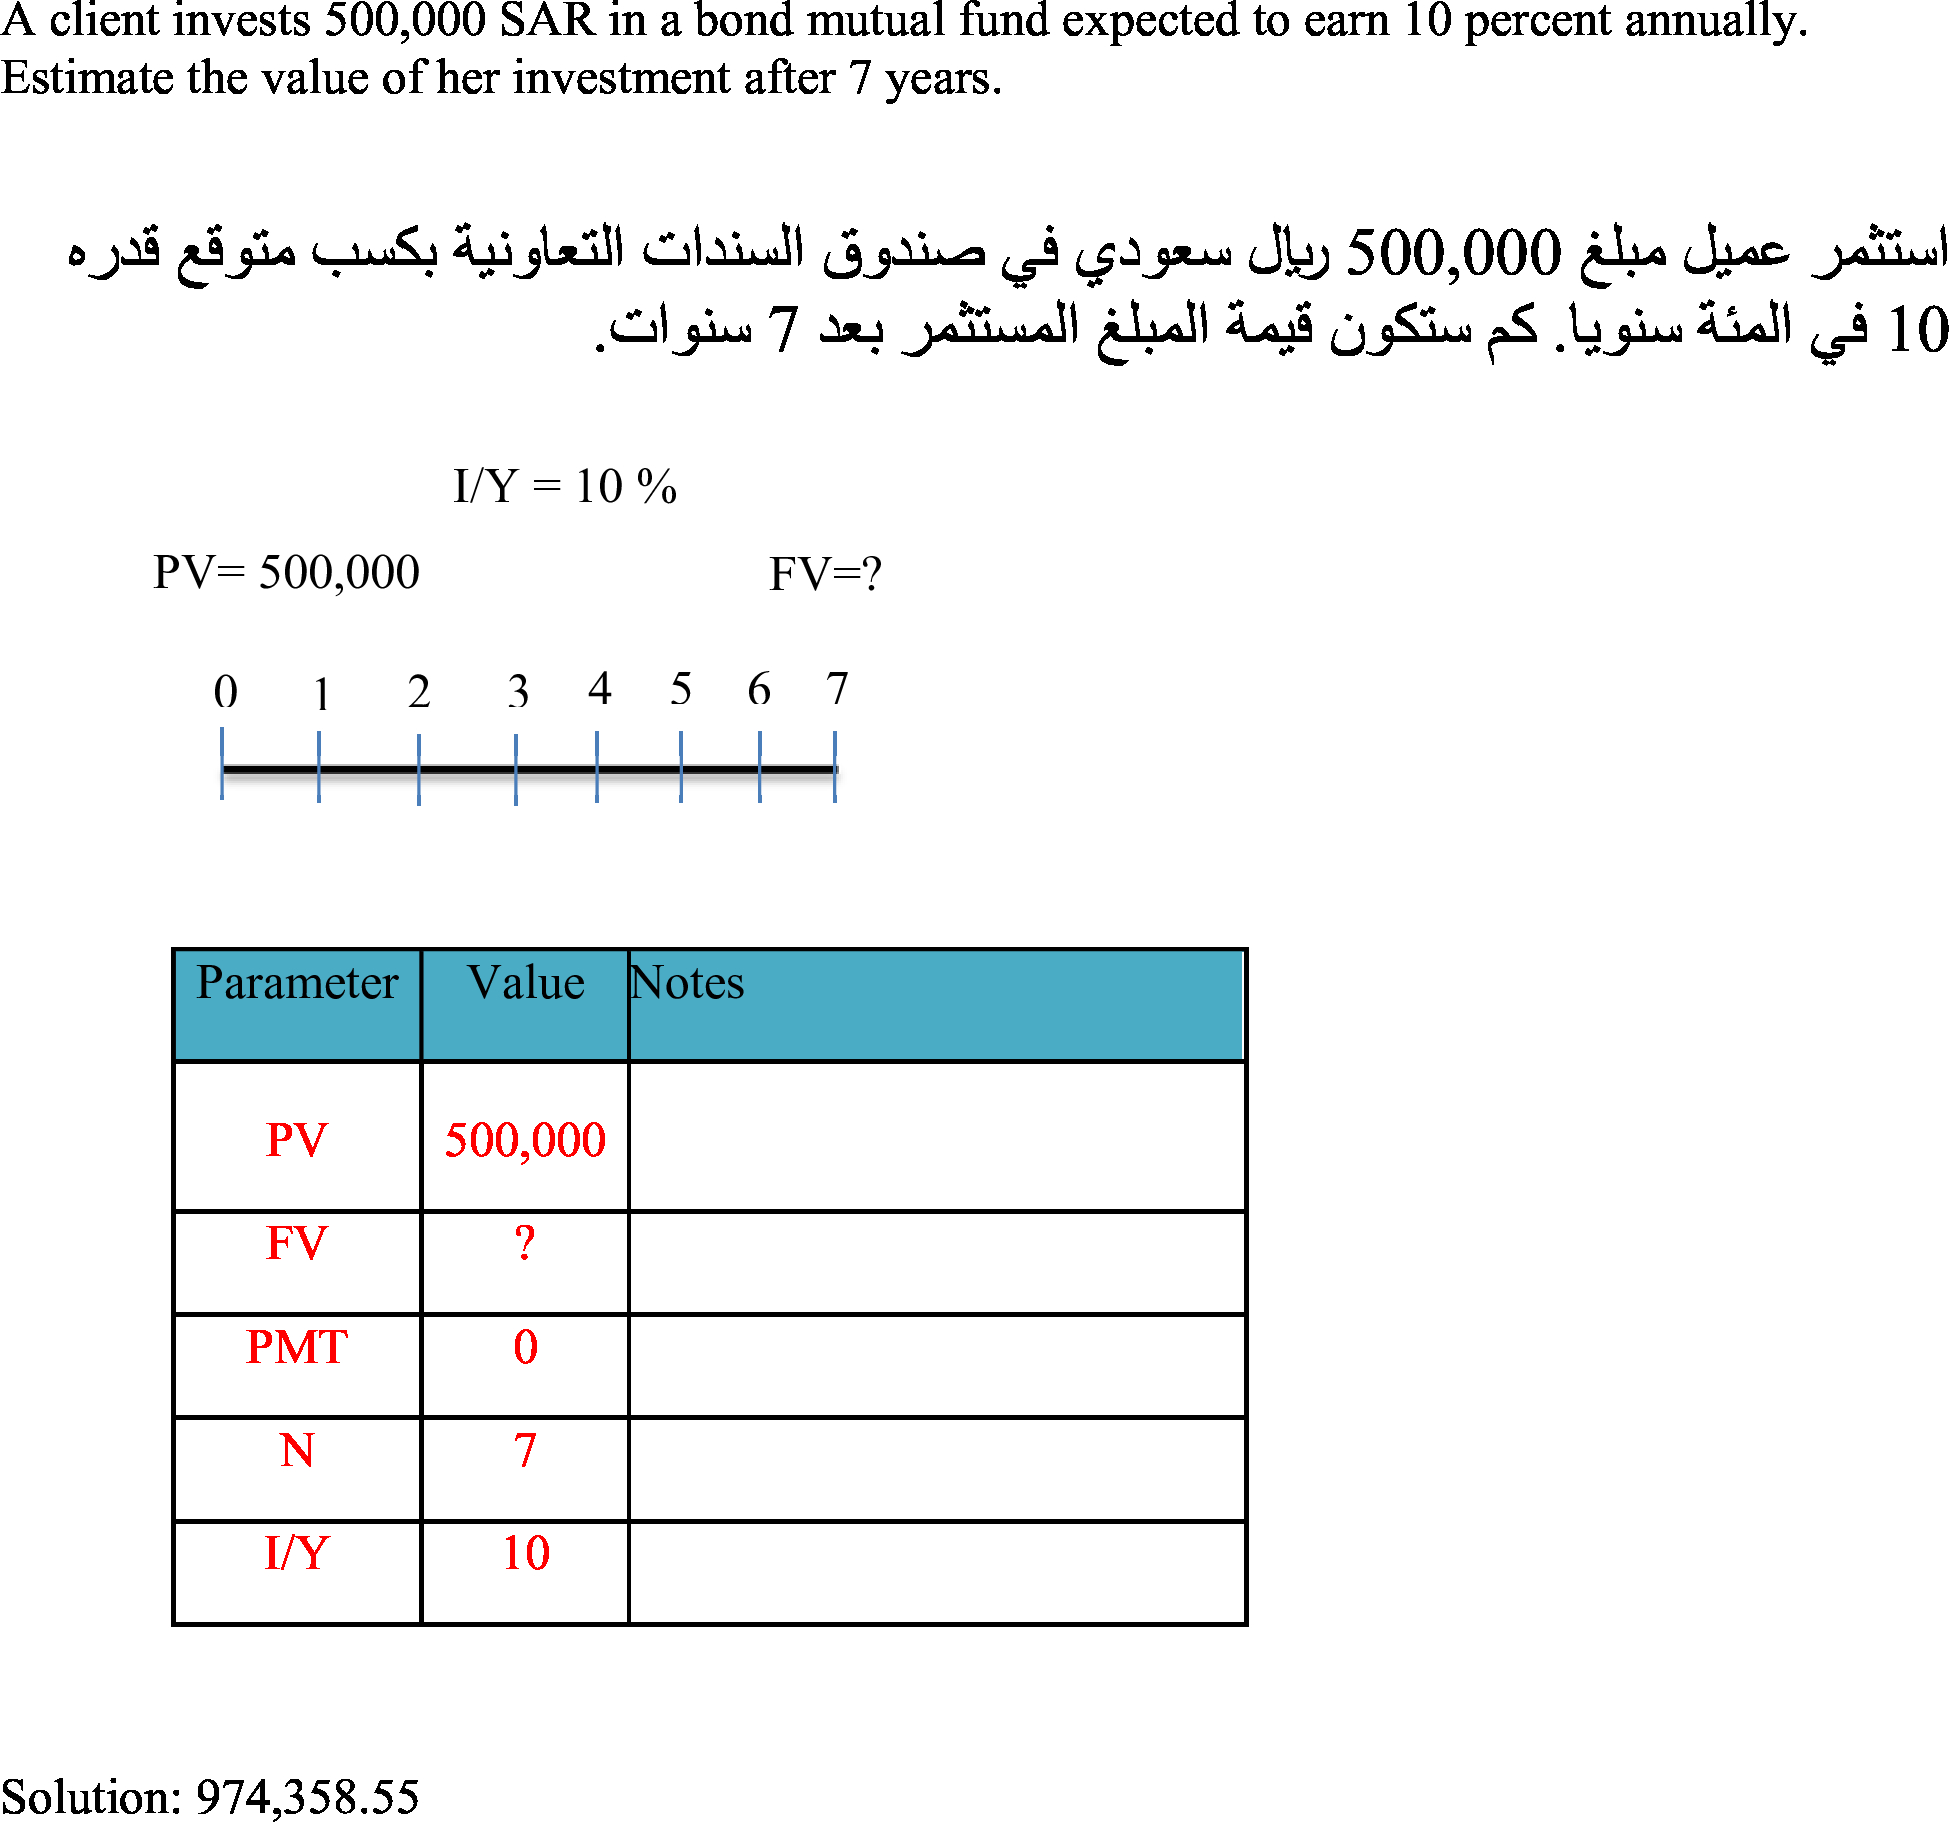 A client invests 500,000 SAR in a bond mutual fund expected to earn 10 percent annually.
Estimate the value of her investment after 7 years.
استثمر عميل مبلغ 500,000 ريال سعودي في صندوق السندات التعاونية بكسب متوقع قدره
10 في المئة سنويا. كم ستكون قيمة المبلغ المستثمر بعد 7 سنوات.
I/Y = 10 %
PV= 500,000 FV=?
0 1 2 3 4 5 6 7
Parameter Value Notes
PV 500,000
FV ?
PMT 0
N 7
I/Y 10
Solution: 974,358.55